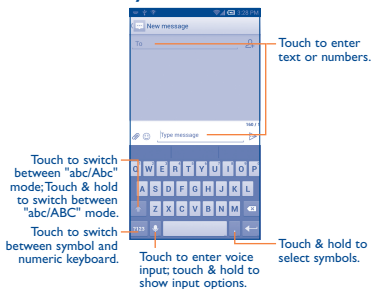 3:28 PM
New message
To
Touch to enter
text or numbers.
160 / 1
Type message
Q W E R T Y U I O P
A S D F G H J K L
Z X C V B N M
?123
Touch to switch
between "abc/Abc"
mode; Touch & hold
to switch between
"abc/ABC" mode.
Touch to switch
between symbol and
numeric keyboard.
Touch to enter voice
input; touch & hold to
show input options.
Touch & hold to
select symbols.